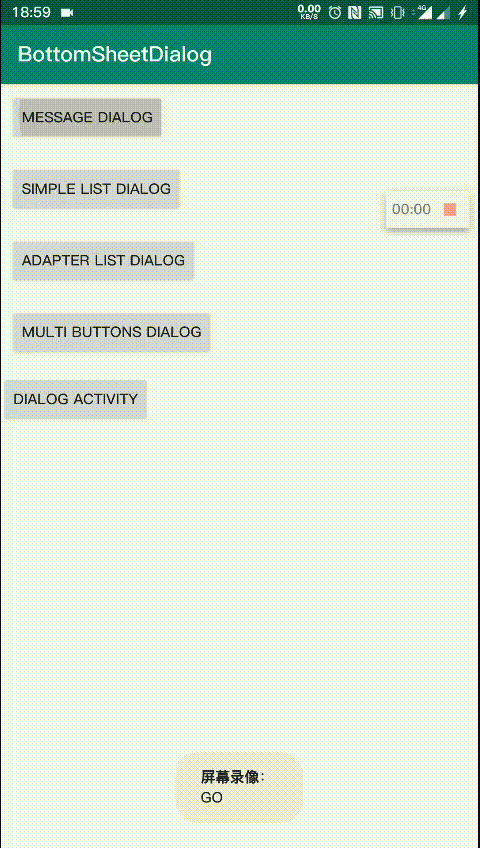 18:59
0.00
KB/S
4G
BottomSheetDialog
MESSAGE DIALOG
SIMPLE LIST DIALOG
00:00
ADAPTER LIST DIALOG
MULTI BUTTONS DIALOG
DIALOG ACTIVITY
屏幕录像：
GO